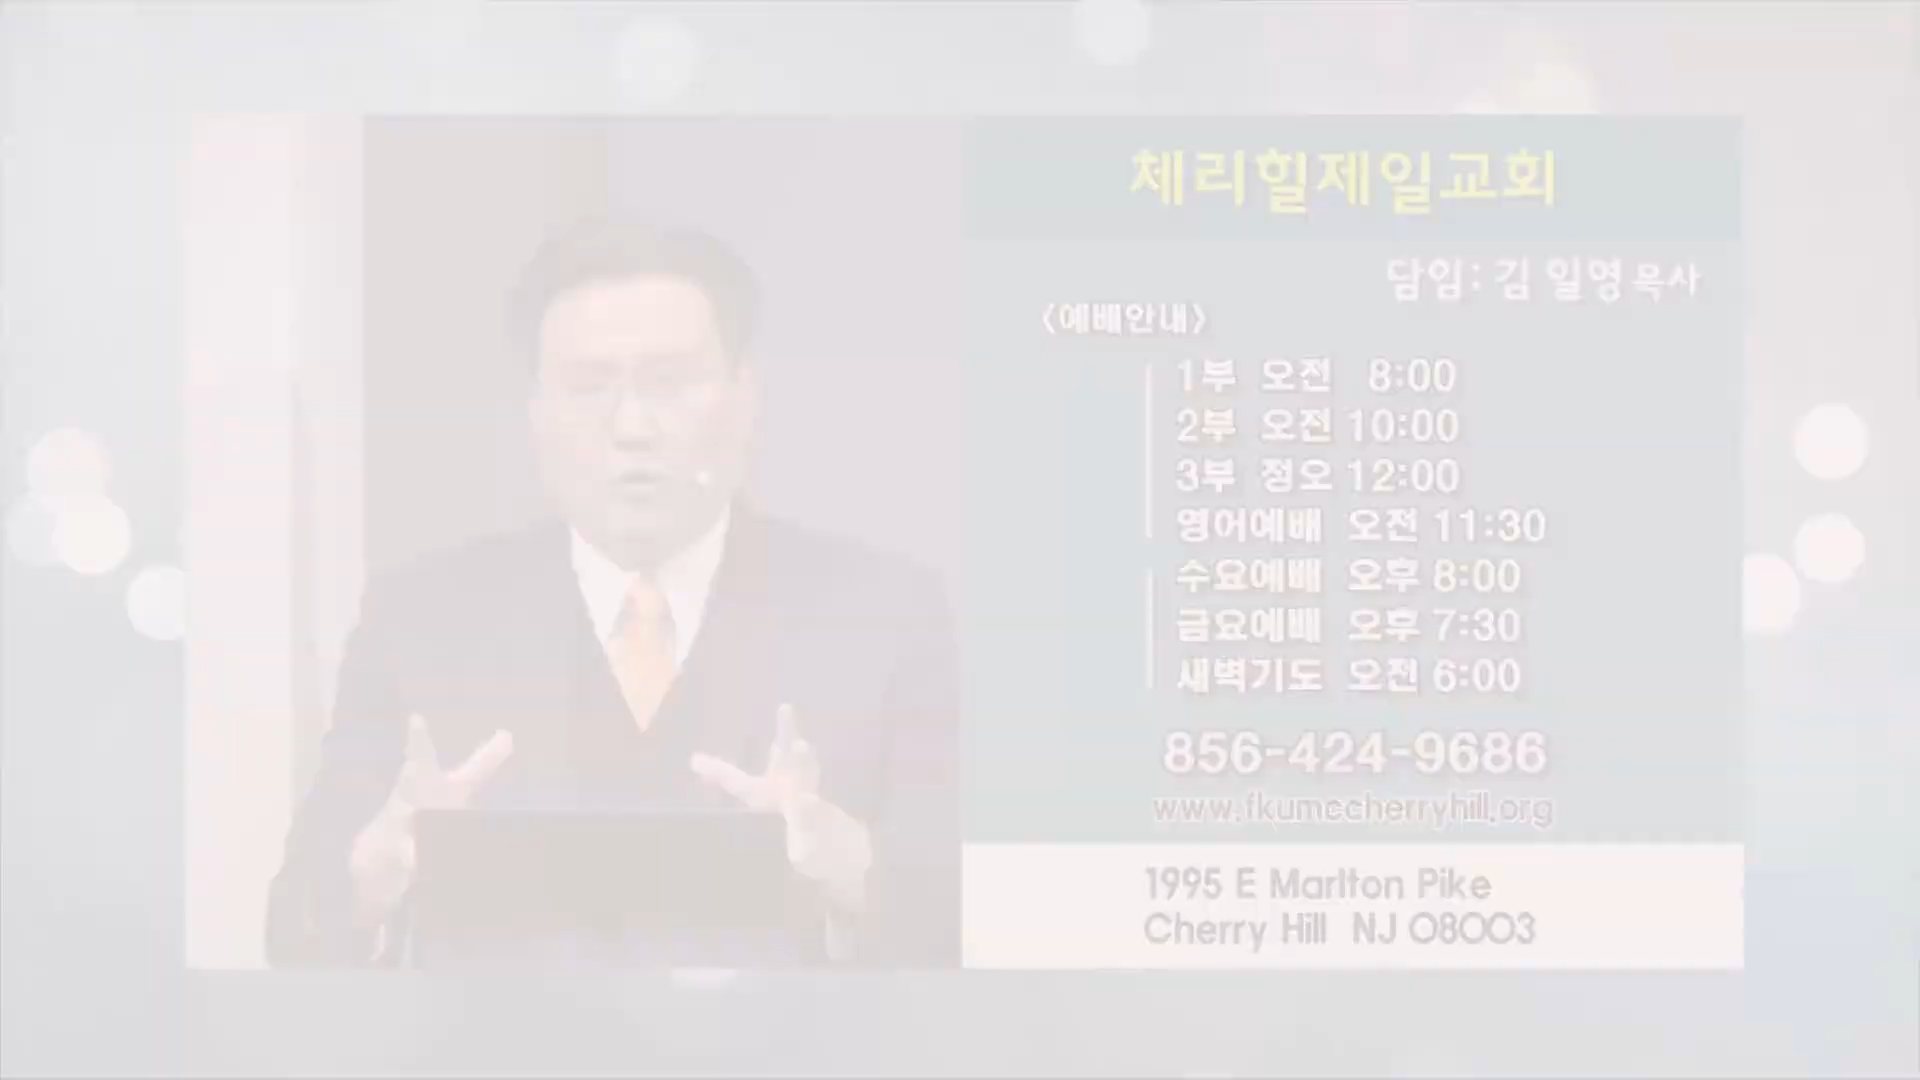 체리힐제일교회
담임: 김 일영 목사
<예배안내>
1부 오전 8:00
2부 오전 10:00
3부 정오 12:00
영어예배 오전 11:30
수요예배 오후 8:00
금요예배 오후 7:30
새벽기도 오전 6:00
856-424-9686
www.fkumccherryhill.org
1995 E Marlton Pike
Cherry Hill NJ 08003